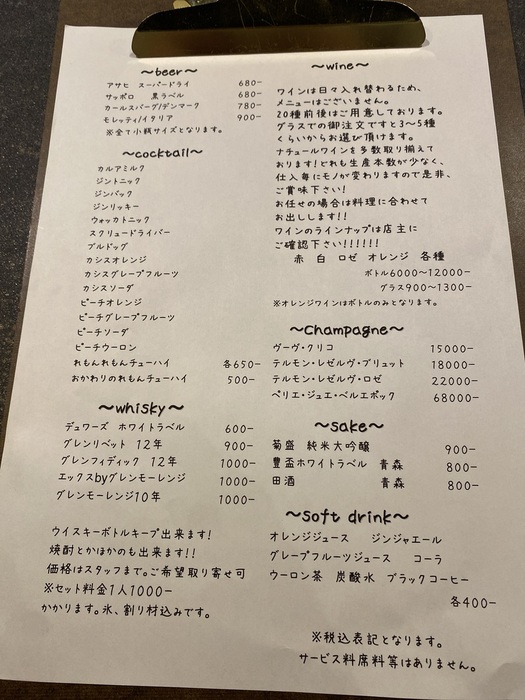 ～beer～
アサヒ スーパードライ 680-
サッポロ 黒ラベル 680-
カールスバーグ/デンマーク 780-
モレッティ/イタリア 900-
※全て小瓶サイズとなります。
～cocktail～
カルアミルク
ジントニック
ジンバック
ジンリッキー
ウォッカトニック
スクリュードライバー
ブルドッグ
カシスオレンジ
カシスグレープフルーツ
カシスソーダ
ピーチオレンジ
ピーチグレープフルーツ
ピーチソーダ
ピーチウーロン
れもんれもんチューハイ 各650-
おかわりのれもんチューハイ 500-
～whisky～
デュワーズ ホワイトラベル 600-
グレンリベット 12年 900-
グレンフィディック 12年 1000-
エックスbyグレンモーレンジ 1000-
グレンモーレンジ10年 1000-
ウイスキーボトルキープ出来ます!
焼酎とかほかのも出来ます!!
価格はスタッフまで。ご希望取り寄せ可
※セット料金1人1000-
かかります。氷、割り材込みです。
～wine～
ワインは日々入れ替わるため、
メニューはございません。
20種前後はご用意しております。
グラスでの御注文ですと3～5種
くらいからお選び頂けます。
ナチュールワインを多数取り揃えて
おります!どれも生産本数が少なく、
仕入毎にモノが変わりますので是非、
ご賞味下さい!
お任せの場合は料理に合わせて
お出しします!!
ワインのラインナップは店主に
ご確認下さい!!!!!!
赤 白 ロゼ オレンジ 各種
ボトル6000～12000-
グラス900～1300-
※オレンジワインはボトルのみとなります。
～Champagne～
ヴーヴ・クリコ 15000-
テルモン・レゼルヴ・ブリュット 18000-
テルモン・レゼルヴ・ロゼ 22000-
ペリエ・ジュエ・ベルエポック 68000-
～sake～
菊盛 純米大吟醸 900-
豊盃ホワイトラベル 青森 800-
田酒 青森 800-
～Soft drink～
オレンジジュース ジンジャエール
グレープフルーツジュース コーラ
ウーロン茶 炭酸水 ブラックコーヒー
各400-
※税込表記となります。
サービス料席料等はありません。